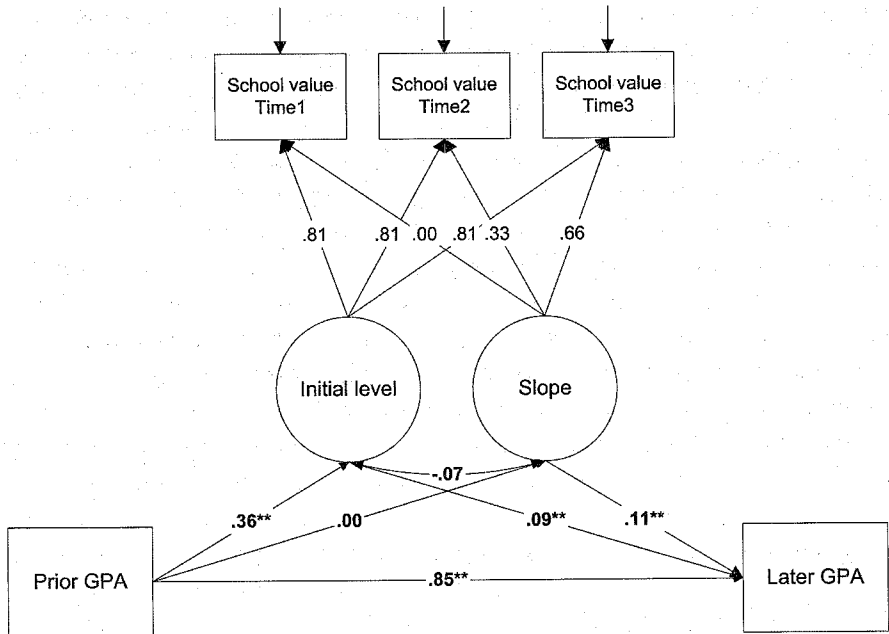 School value
Time1
School value
Time2
School value
Time3
.81
.81
.00
.81
.33
.66
Initial level
Slope
-.07
.36**
.00
.09**
.11**
Prior GPA
.85**
Later GPA